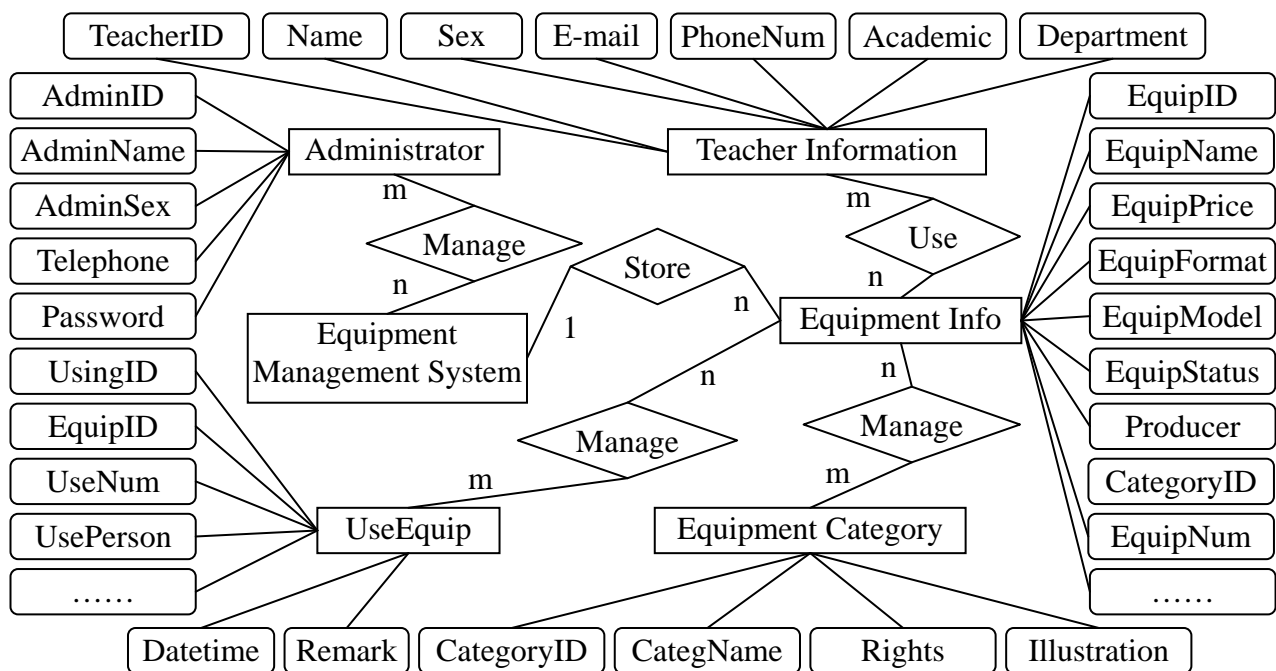 TeacherID
Name
Sex
E-mail
PhoneNum
Academic
Department
AdminID
AdminName
AdminSex
Telephone
Password
UsingID
EquipID
UseNum
UsePerson
……
Administrator
m
Manage
n
Equipment
Management System
1
Store
n
Teacher Information
m
Use
n
Equipment Info
n
Manage
m
UseEquip
n
Manage
m
Equipment Category
EquipID
EquipName
EquipPrice
EquipFormat
EquipModel
EquipStatus
Producer
CategoryID
EquipNum
……
Datetime
Remark
CategoryID
CategName
Rights
Illustration